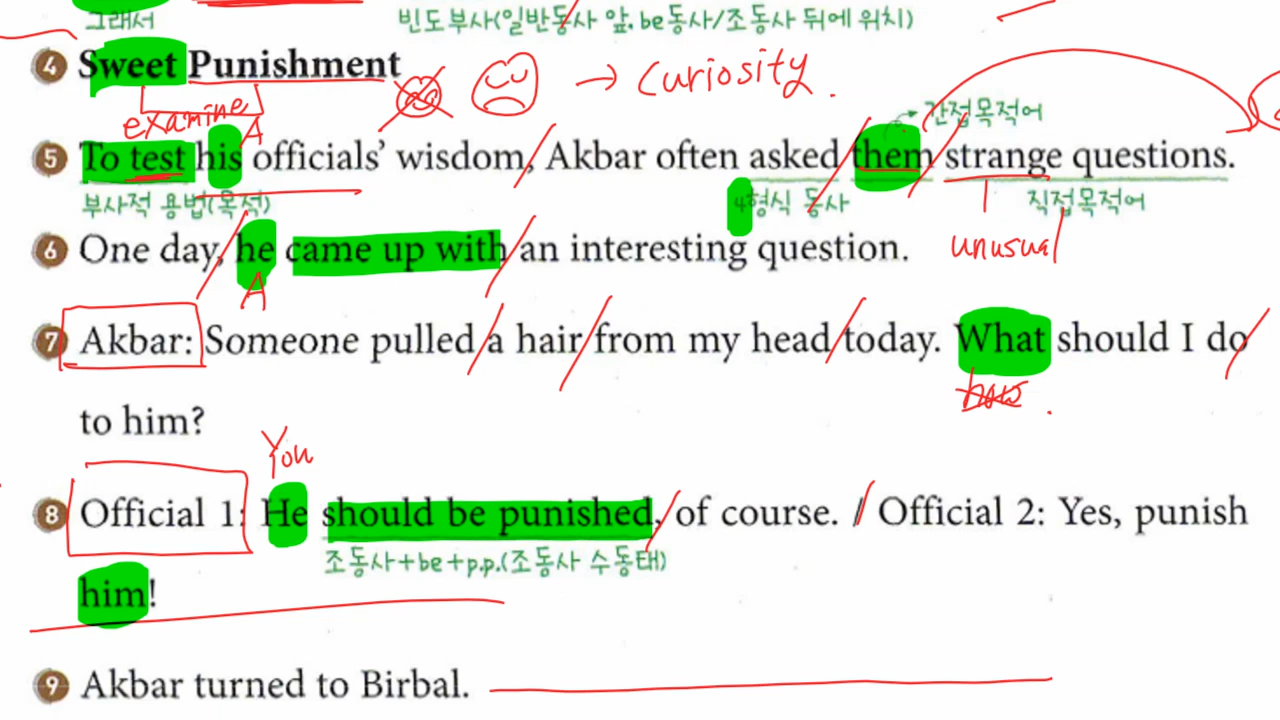 그래서
빈도부사(일반동사 앞, be동사/조동사 뒤에 위치)
4 Sweet Punishment → curiosity.
examine A
간접목적어
5 To test his officials' wisdom, Akbar often asked them strange questions.
부사적 용법(목적) 4형식 동사 직접목적어
6 One day, he came up with an interesting question. unusual
A
7 Akbar: Someone pulled a hair from my head today. What should I do
how.
to him?
You
8 Official 1: He should be punished, of course. / Official 2: Yes, punish
조동사+be+p.p.(조동사 수동태)
him!
9 Akbar turned to Birbal.